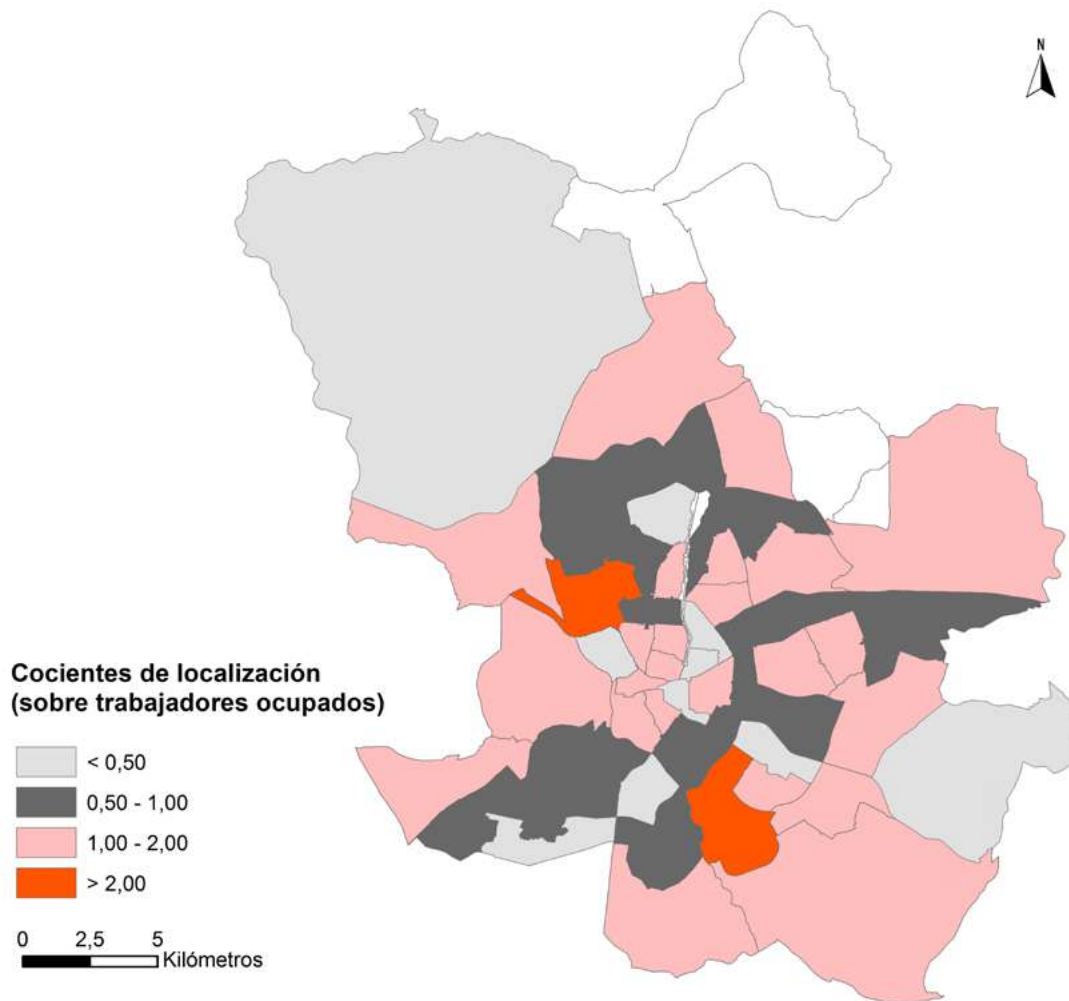 N
Cocientes de localización
(sobre trabajadores ocupados)
< 0,50
0,50 - 1,00
1,00 - 2,00
> 2,00
0 2,5 5
Kilómetros